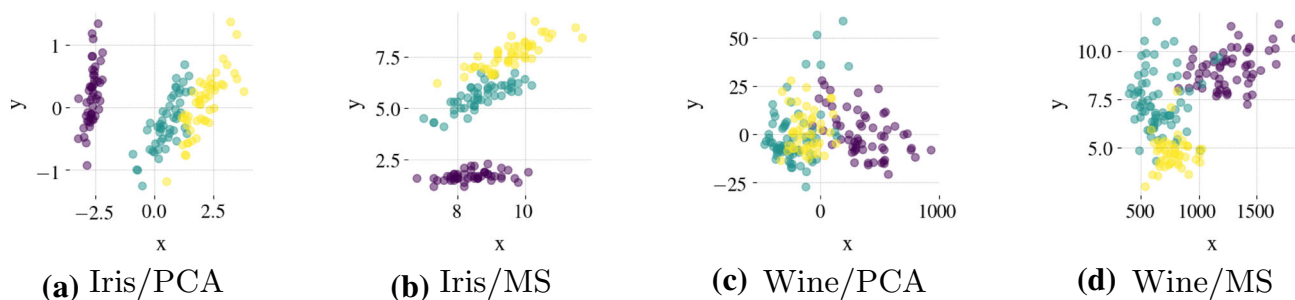 1
0
−1
y
−2.5
0.0
2.5
x
(a) Iris/PCA
7.5
5.0
2.5
y
8
10
x
(b) Iris/MS
50
25
0
−25
y
0
1000
x
(c) Wine/PCA
10.0
7.5
5.0
y
500
1000
1500
x
(d) Wine/MS